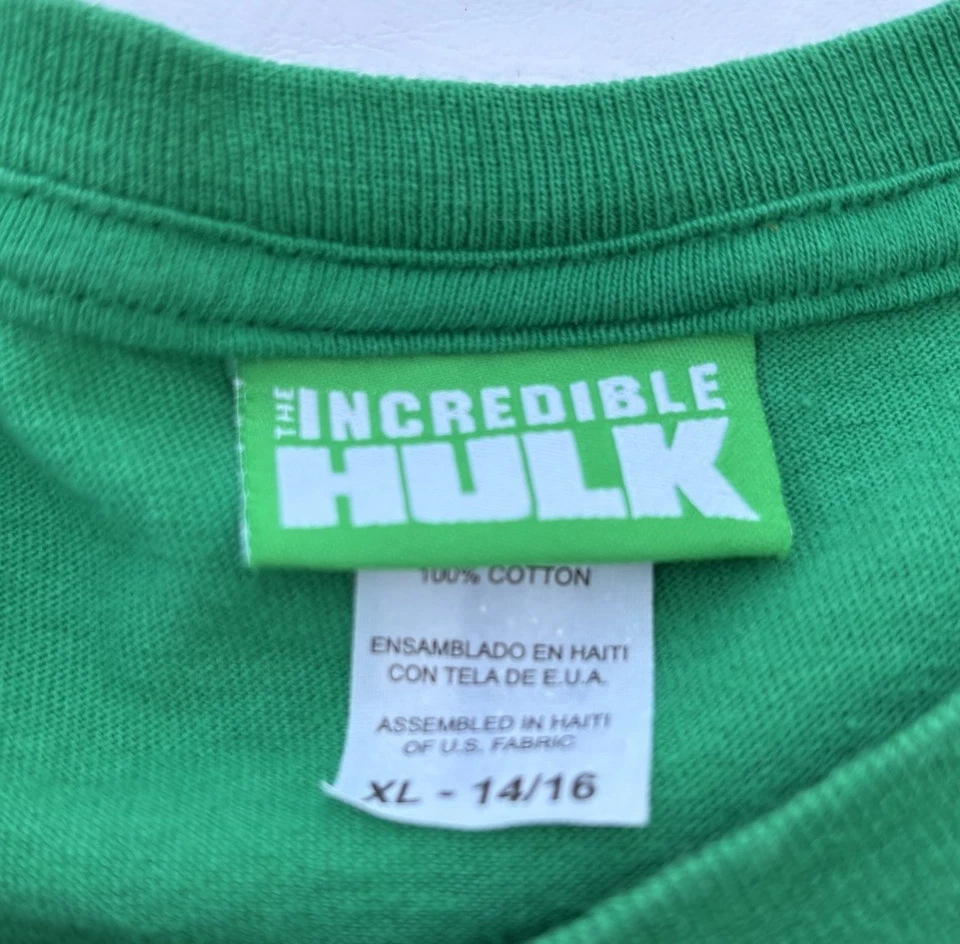 THE INCREDIBLE
HULK
100% COTTON
ENSAMBLADO EN HAITI
CON TELA DE E.U.A.
ASSEMBLED IN HAITI
OF U.S. FABRIC
XL - 14/16